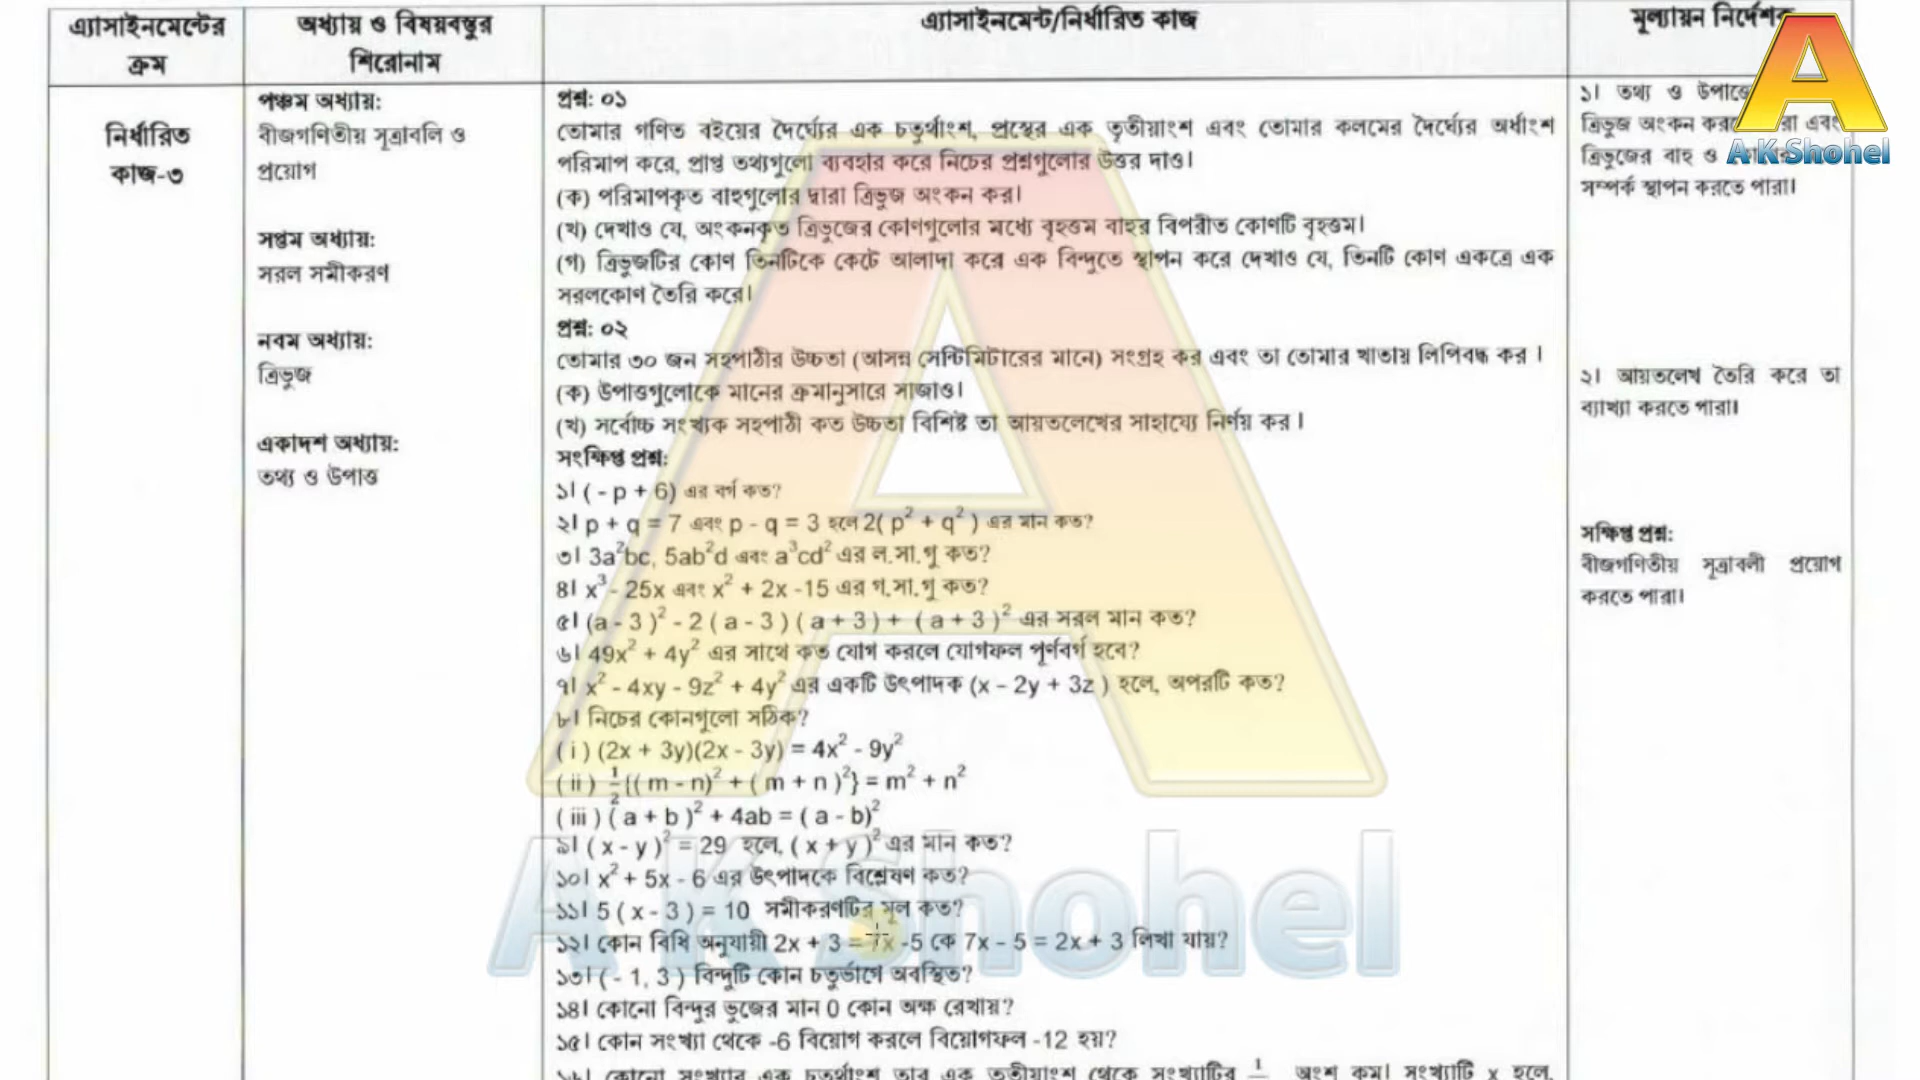 এ্যাসাইনমেন্টের
ক্রম
অধ্যায় ও বিষয়বস্তুর
শিরোনাম
এ্যাসাইনমেন্ট/নির্ধারিত কাজ
মূল্যায়ন
নির্ধারিত
কাজ-৩
পঞ্চম অধ্যায়:
বীজগণিতীয় সূত্রাবলি ও
প্রয়োগ
সপ্তম অধ্যায়:
সরল সমীকরণ
নবম অধ্যায়:
ত্রিভুজ
একাদশ অধ্যায়:
তথ্য ও উপাত্ত
প্রশ্ন: ০১
তোমার গণিত বইয়ের দৈর্ঘ্যের এক চতুর্থাংশ, প্রস্থের এক তৃতীয়াংশ এবং তোমার কলমের দৈর্ঘ্যের অর্ধাংশ
পরিমাপ করে, প্রাপ্ত তথ্যগুলো ব্যবহার করে নিচের প্রশ্নগুলোর উত্তর দাও।
(ক) পরিমাপকৃত বাহুগুলোর দ্বারা ত্রিভুজ অংকন কর।
(খ) দেখাও যে, অংকনকৃত ত্রিভুজের কোণগুলোর মধ্যে বৃহত্তম বাহুর বিপরীত কোণটি বৃহত্তম।
(গ) ত্রিভুজটির কোণ তিনটিকে কেটে আলাদা করে এক বিন্দুতে স্থাপন করে দেখাও যে, তিনটি কোণ একত্রে এক
সরলকোণ তৈরি করে।
প্রশ্ন: ০২
তোমার ৩০ জন সহপাঠীর উচ্চতা (আসন্ন সেন্টিমিটারের মানে) সংগ্রহ কর এবং তা তোমার খাতায় লিপিবদ্ধ কর।
(ক) উপাত্তগুলোকে মানের ক্রমানুসারে সাজাও।
(খ) সর্বোচ্চ সংখ্যক সহপাঠী কত উচ্চতা বিশিষ্ট তা আয়তলেখের সাহায্যে নির্ণয় কর।
সংক্ষিপ্ত প্রশ্ন:
১। ( - p + 6) এর বর্গ কত?
২। p + q = 7 এবং p - q = 3 হলে 2( p² + q² ) এর মান কত?
৩। 3a²bc, 5ab²d এবং a³cd² এর ল.সা.গু কত?
৪। x³ - 25x এবং x² + 2x -15 এর গ.সা.গু কত?
৫। (a - 3 )² - 2 ( a - 3 ) ( a + 3 ) + ( a + 3 )² এর সরল মান কত?
৬। 49x² + 4y² এর সাথে কত যোগ করলে যোগফল পূর্ণবর্গ হবে?
৭। x² - 4xy - 9z² + 4y² এর একটি উৎপাদক (x – 2y + 3z ) হলে, অপরটি কত?
৮। নিচের কোনগুলো সঠিক?
( i ) (2x + 3y)(2x - 3y) = 4x² - 9y²
( ii ) ½{( m - n)² + ( m + n )²} = m² + n²
( iii ) ( a + b )² + 4ab = ( a - b)²
৯। ( x - y )² = 29 হলে, ( x + y )² এর মান কত?
১০। x² + 5x - 6 এর উৎপাদকে বিশ্লেষণ কত?
১১। 5 ( x - 3 ) = 10 সমীকরণটির মূল কত?
১২। কোন বিধি অনুযায়ী 2x + 3 = 7x -5 কে 7x – 5 = 2x + 3 লিখা যায়?
১৩। ( - 1, 3 ) বিন্দুটি কোন চতুর্ভাগে অবস্থিত?
১৪। কোনো বিন্দুর ভুজের মান 0 কোন অক্ষ রেখায়?
১৫। কোন সংখ্যা থেকে -6 বিয়োগ করলে বিয়োগফল -12 হয়?
১৬। কোনো সংখ্যার এক চতুর্থাংশ তার এক তৃতীয়াংশ থেকে সংখ্যাটির অংশ কম। সংখ্যাটি x হলে,
১। তথ্য ও
ত্রিভুজ অংকন এবং
ত্রিভুজের বাহু ও
সম্পর্ক স্থাপন করতে পারা।
২। আয়তলেখ তৈরি করে তা
ব্যাখ্যা করতে পারা।
সক্ষিপ্ত প্রশ্ন:
বীজগণিতীয় সূত্রাবলী প্রয়োগ
করতে পারা।
A K Shohel
A K Shohel